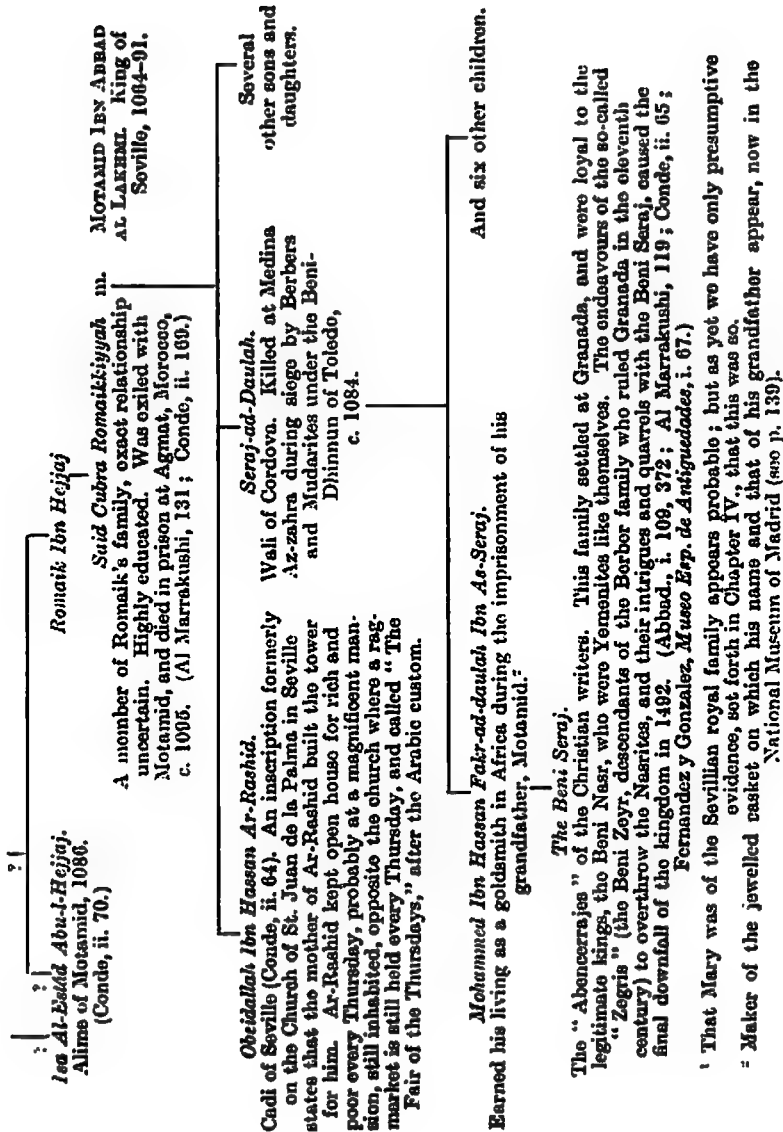 ? ? ?
Isa Al-Eslid Abu-l-Hejjaj.
Alime of Motamid, 1086.
(Conde, ii. 70.)
Romaik Ibn Hejjaj
Said Cubra Romaikkiyyah m.
A member of Romaik's family, exact relationship
uncertain. Highly educated. Was exiled with
Motamid, and died in prison at Agmat, Morocco,
c. 1095. (Al Marrakushi, 131; Conde, ii. 169.)
MOTAMID IBN ABBAD
AL LAKHMI. King of
Seville, 1064-91.
Obeidallah Ibn Hassan Ar-Rashid.
Cadi of Seville (Conde, ii. 64). An inscription formerly
on the Church of St. Juan de la Palma in Seville
states that the mother of Ar-Rashid built the tower
for him. Ar-Rashid kept open house for rich and
poor every Thursday, probably at a magnificent man-
sion, still inhabited, opposite the church where a rag-
market is still held every Thursday, and called "The
Fair of the Thursdays," after the Arabic custom.
Seraj-ad-Daulah.
Wali of Cordova. Killed at Medina
Az-zahra during siege by Berbers
and Mudarites under the Beni-
Dhinnun of Toledo,
c. 1084.
Several
other sons and
daughters.
Mohammed Ibn Hassan Fakr-ad-daulah Ibn As-Seraj.
Earned his living as a goldsmith in Africa during the imprisonment of his
grandfather, Motamid.²
And six other children.
The Beni Seraj.
The "Abencerrajes" of the Christian writers. This family settled at Granada, and were loyal to the
legitimate kings, the Beni Nasr, who were Yemenites like themselves. The endeavours of the so-called
"Zegris" (the Beni Zeyr, descendants of the Berber family who ruled Granada in the eleventh
century) to overthrow the Nasrites, and their intrigues and quarrels with the Beni Seraj, caused the
final downfall of the kingdom in 1492. (Abbad., i. 109, 372; Al Marrakushi, 119; Conde, ii. 65;
Fernandez y Gonzalez, Museo Esp. de Antiguedades, i. 67.)
¹ That Mary was of the Sevillian royal family appears probable; but as yet we have only presumptive
evidence, set forth in Chapter IV., that this was so.
² Maker of the jewelled casket on which his name and that of his grandfather appear, now in the
National Museum of Madrid (see p. 139).